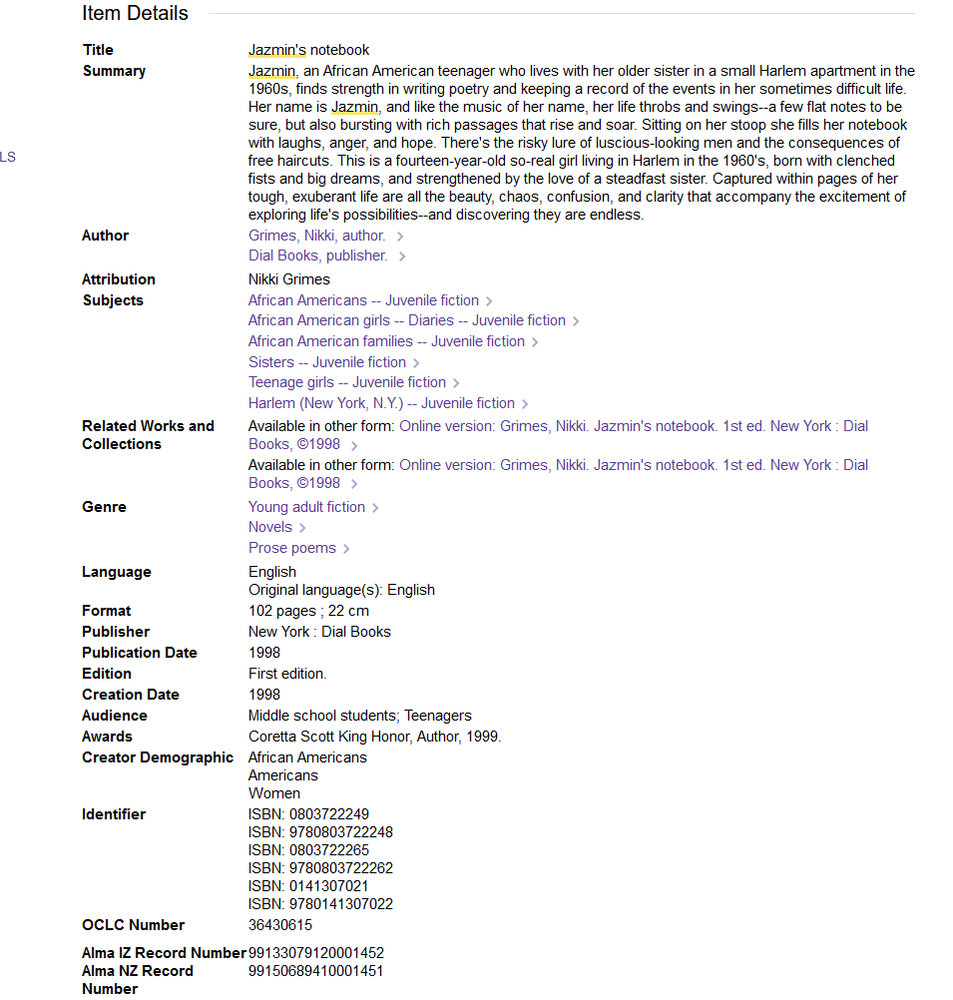 Item Details
Title Jazmin's notebook
Summary Jazmin, an African American teenager who lives with her older sister in a small Harlem apartment in the
1960s, finds strength in writing poetry and keeping a record of the events in her sometimes difficult life.
Her name is Jazmin, and like the music of her name, her life throbs and swings--a few flat notes to be
sure, but also bursting with rich passages that rise and soar. Sitting on her stoop she fills her notebook
LS
with laughs, anger, and hope. There's the risky lure of luscious-looking men and the consequences of
free haircuts. This is a fourteen-year-old so-real girl living in Harlem in the 1960's, born with clenched
fists and big dreams, and strengthened by the love of a steadfast sister. Captured within pages of her
tough, exuberant life are all the beauty, chaos, confusion, and clarity that accompany the excitement of
exploring life's possibilities--and discovering they are endless.
Author Grimes, Nikki, author.
Dial Books, publisher.
Attribution Nikki Grimes
Subjects African Americans -- Juvenile fiction
African American girls -- Diaries -- Juvenile fiction
African American families -- Juvenile fiction
Sisters -- Juvenile fiction
Teenage girls -- Juvenile fiction
Harlem (New York, N.Y.) -- Juvenile fiction
Related Works and Collections Available in other form: Online version: Grimes, Nikki. Jazmin's notebook. 1st ed. New York : Dial
Books, ©1998
Available in other form: Online version: Grimes, Nikki. Jazmin's notebook. 1st ed. New York : Dial
Books, ©1998
Genre Young adult fiction
Novels
Prose poems
Language English
Original language(s): English
Format 102 pages ; 22 cm
Publisher New York : Dial Books
Publication Date 1998
Edition First edition.
Creation Date 1998
Audience Middle school students; Teenagers
Awards Coretta Scott King Honor, Author, 1999.
Creator Demographic African Americans
Americans
Women
Identifier ISBN: 0803722249
ISBN: 9780803722248
ISBN: 0803722265
ISBN: 9780803722262
ISBN: 0141307021
ISBN: 9780141307022
OCLC Number 36430615
Alma IZ Record Number 99133079120001452
Alma NZ Record Number 99150689410001451